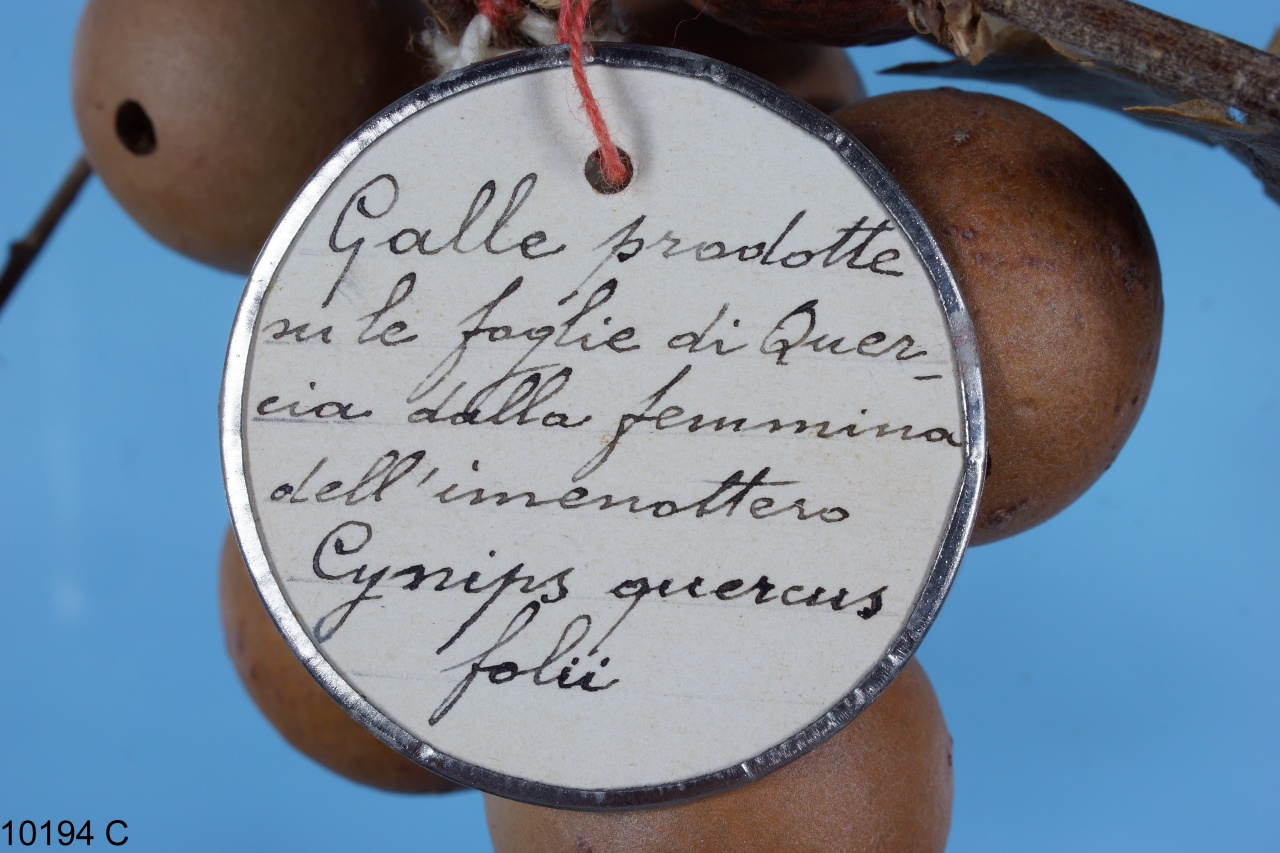 Galle prodotte
su le foglie di Quer-
cia dalla femmina
dell'imenottero
Cynips quercus
folii
10194 C